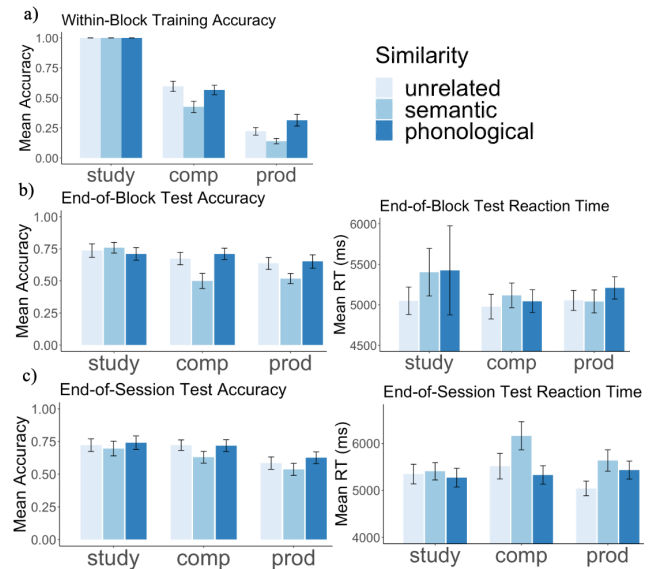 a)
Within-Block Training Accuracy
Mean Accuracy
1.00
0.75
0.50
0.25
0.00
study comp prod
Similarity
unrelated
semantic
phonological
b)
End-of-Block Test Accuracy
Mean Accuracy
1.00
0.75
0.50
0.25
0.00
study comp prod
End-of-Block Test Reaction Time
Mean RT (ms)
6000
5500
5000
4500
study comp prod
c)
End-of-Session Test Accuracy
Mean Accuracy
1.00
0.75
0.50
0.25
0.00
study comp prod
End-of-Session Test Reaction Time
Mean RT (ms)
6000
5000
4000
study comp prod